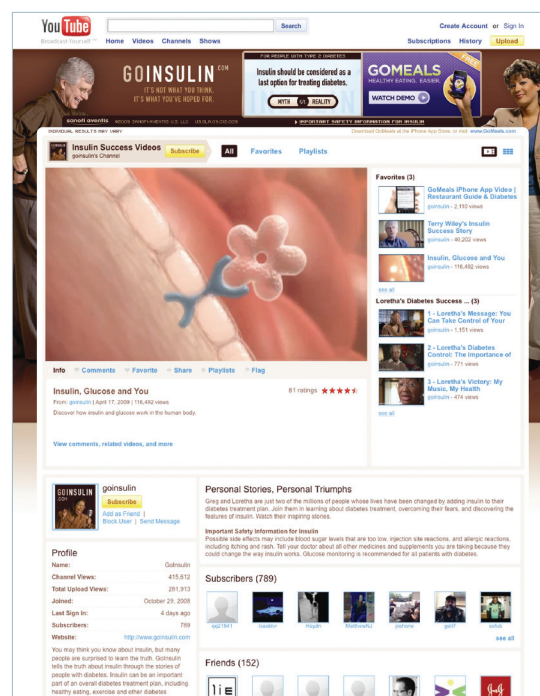 You Tube
Broadcast Yourself™
Search
Create Account or Sign In
Home Videos Channels Shows
Subscriptions History Upload
GOINSULIN.COM
IT'S NOT WHAT YOU THINK.
IT'S WHAT YOU'VE HOPED FOR.
FOR PEOPLE WITH TYPE 2 DIABETES
Insulin should be considered as a
last option for treating diabetes.
MYTH OR REALITY
FREE
GOMEALS
HEALTHY EATING. EASIER.
WATCH DEMO
sanofi aventis
IMPORTANT SAFETY INFORMATION FOR INSULIN
INDIVIDUAL RESULTS MAY VARY
Download GoMeals at the iPhone App Store, or visit www.GoMeals.com
Insulin Success Videos
goinsulin's Channel
Subscribe
All Favorites Playlists
Favorites (3)
GoMeals iPhone App Video |
Restaurant Guide & Diabetes
goinsulin - 2,110 views
Terry Wiley's Insulin
Success Story
goinsulin - 40,202 views
Insulin, Glucose and You
goinsulin - 116,492 views
see all
Loretha's Diabetes Success ... (3)
1 - Loretha's Message: You
Can Take Control of Your
goinsulin - 1,151 views
2 - Loretha's Diabetes
Control: The Importance of
goinsulin - 771 views
3 - Loretha's Victory: My
Music, My Health
goinsulin - 474 views
see all
Info Comments Favorite Share Playlists Flag
Insulin, Glucose and You
81 ratings
From: goinsulin | April 17, 2009 | 116,492 views
Discover how insulin and glucose work in the human body.
View comments, related videos, and more
GOINSULIN
.COM
goinsulin
Subscribe
Add as Friend |
Block User | Send Message
Profile
Name: GoInsulin
Channel Views: 415,612
Total Upload Views: 281,913
Joined: October 29, 2008
Last Sign In: 4 days ago
Subscribers: 789
Website: http://www.goinsulin.com
You may think you know about insulin, but many
people are surprised to learn the truth. GoInsulin
tells the truth about insulin through the stories of
people with diabetes. Insulin can be an important
part of an overall diabetes treatment plan, including
healthy eating, exercise and other diabetes
Personal Stories, Personal Triumphs
Greg and Loretha are just two of the millions of people whose lives have been changed by adding insulin to their
diabetes treatment plan. Join them in learning about diabetes treatment, overcoming their fears, and discovering the
features of insulin. Watch their inspiring stories.
Important Safety Information for Insulin
Possible side effects may include blood sugar levels that are too low, injection site reactions, and allergic reactions,
including itching and rash. Tell your doctor about all other medicines and supplements you are taking because they
could change the way insulin works. Glucose monitoring is recommended for all patients with diabetes.
Subscribers (789)
see all
Friends (152)